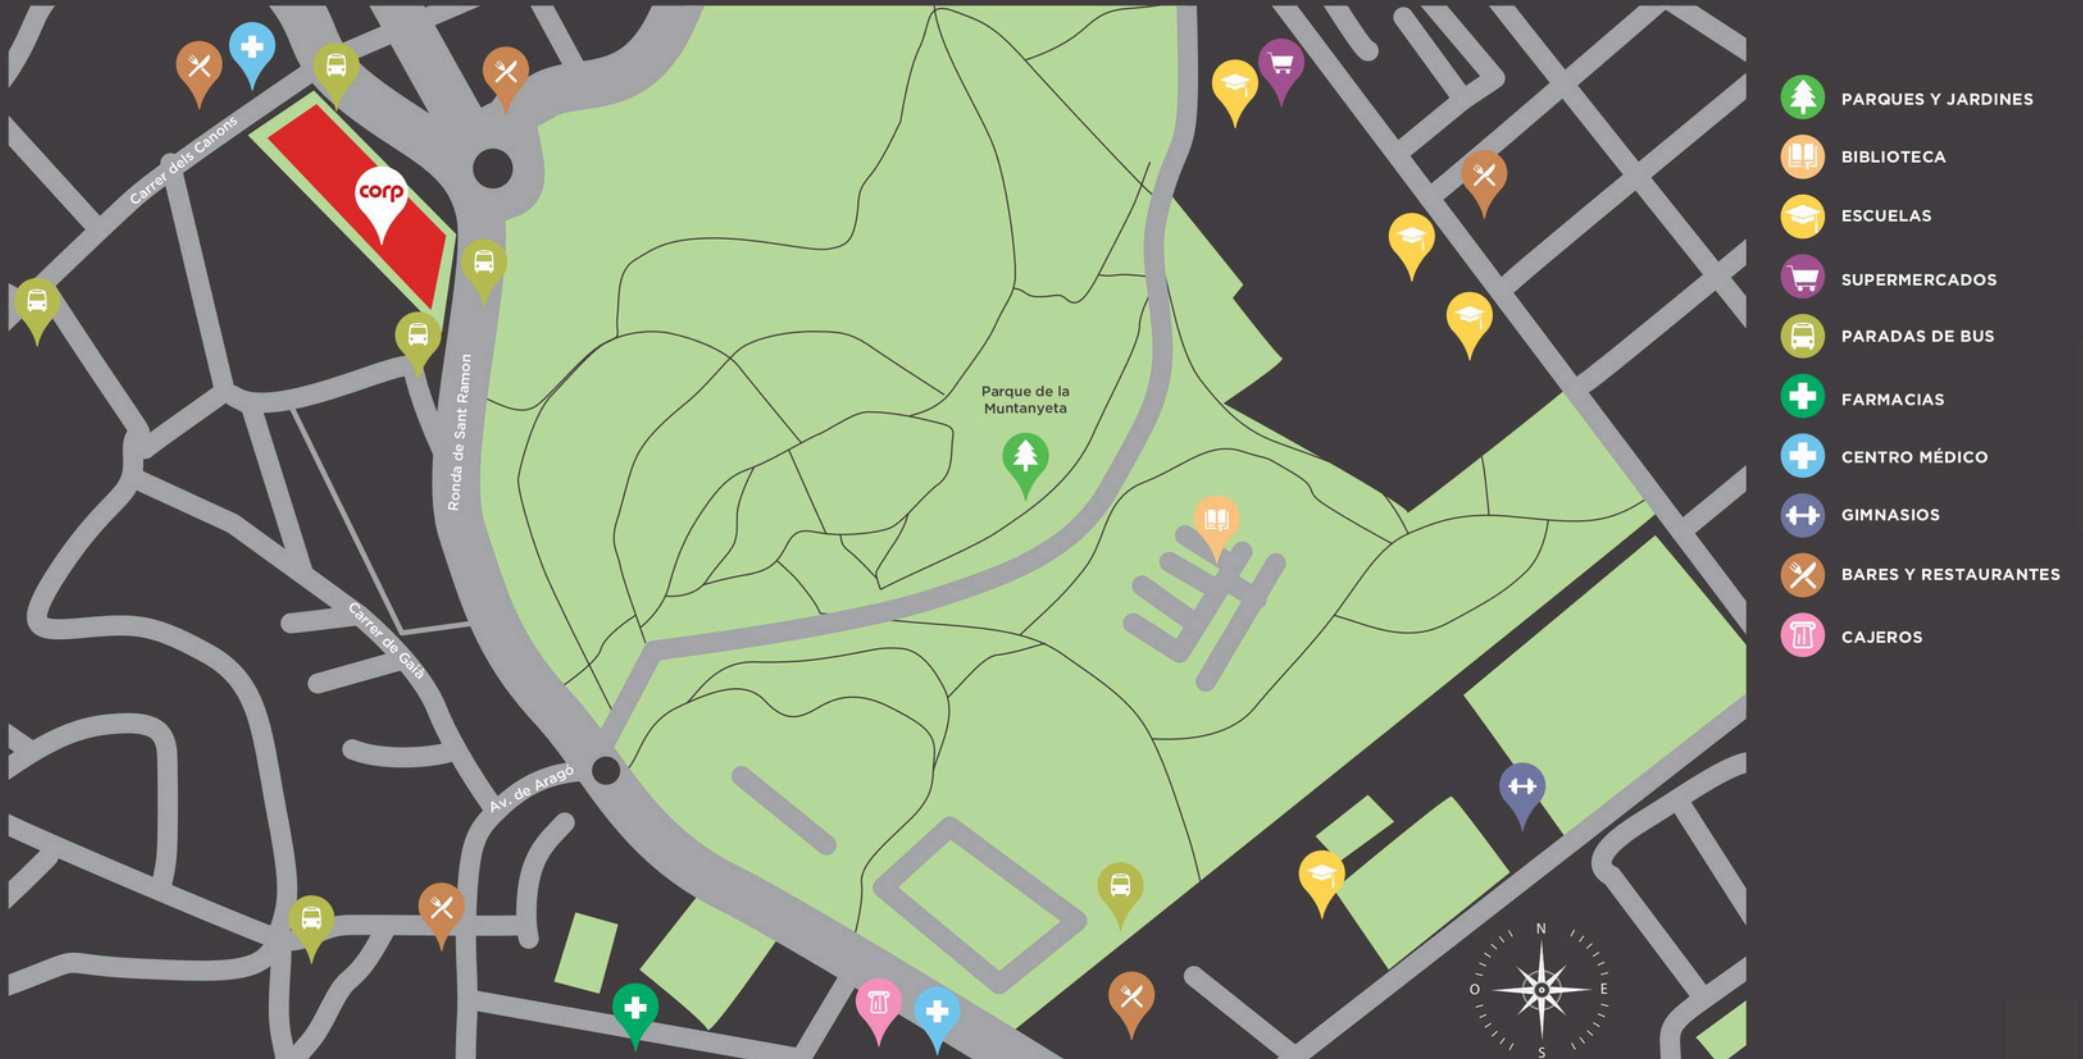 Carrer dels Canons
corp
Ronda de Sant Ramon
Parque de la
Muntanyeta
Carrer de Gaià
Av. de Aragó
PARQUES Y JARDINES
BIBLIOTECA
ESCUELAS
SUPERMERCADOS
PARADAS DE BUS
FARMACIAS
CENTRO MÉDICO
GIMNASIOS
BARES Y RESTAURANTES
CAJEROS
N
O
E
S